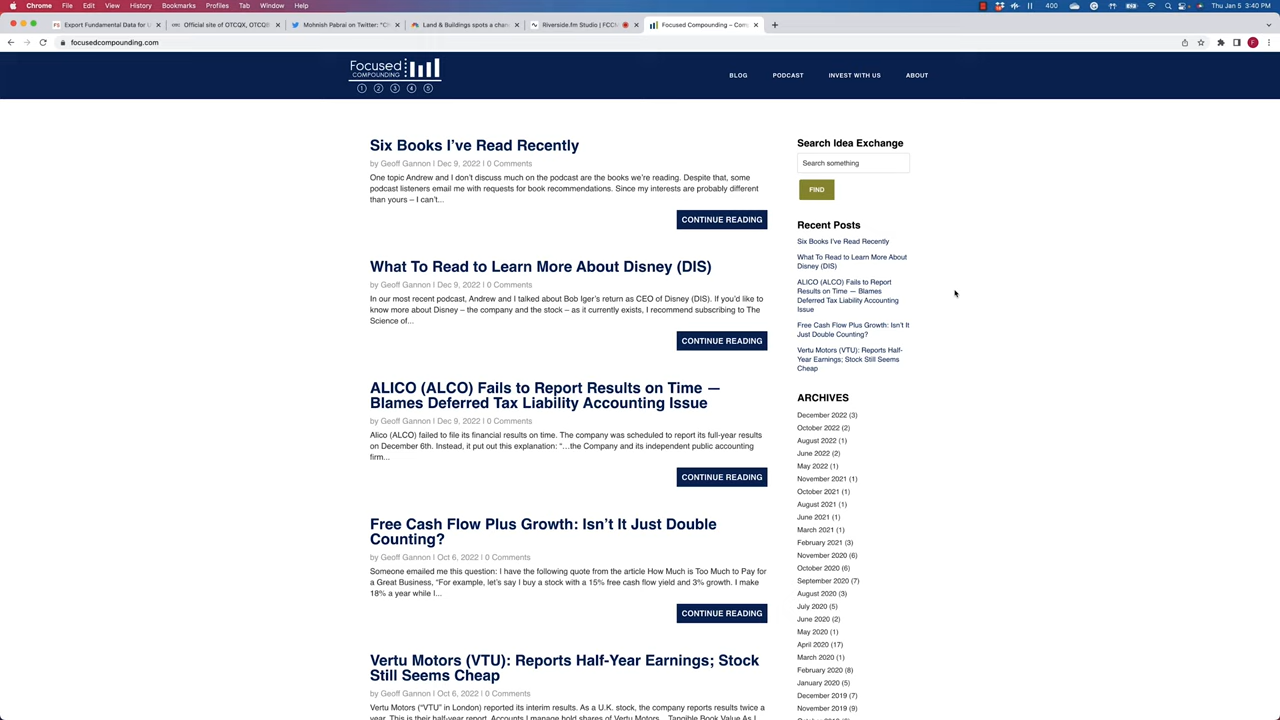 Chrome File Edit View History Bookmarks Profiles Tab Window Help
400
Thu Jan 5 3:40 PM
Export Fundamental Data for U
Official site of OTCQX, OTCQ
Mohnish Pabrai on Twitter: "Ch
Land & Buildings spots a cham
Riverside.fm Studio | FCCM
Focused Compounding – Com
focusedcompounding.com
Focused
COMPOUNDING
1 2 3 4 5
BLOG PODCAST INVEST WITH US ABOUT
Six Books I've Read Recently
by Geoff Gannon | Dec 9, 2022 | 0 Comments
One topic Andrew and I don't discuss much on the podcast are the books we're reading. Despite that, some
podcast listeners email me with requests for book recommendations. Since my interests are probably different
than yours – I can't...
CONTINUE READING
What To Read to Learn More About Disney (DIS)
by Geoff Gannon | Dec 9, 2022 | 0 Comments
In our most recent podcast, Andrew and I talked about Bob Iger's return as CEO of Disney (DIS). If you'd like to
know more about Disney – the company and the stock – as it currently exists, I recommend subscribing to The
Science of...
CONTINUE READING
ALICO (ALCO) Fails to Report Results on Time —
Blames Deferred Tax Liability Accounting Issue
by Geoff Gannon | Dec 9, 2022 | 0 Comments
Alico (ALCO) failed to file its financial results on time. The company was scheduled to report its full-year results
on December 6th. Instead, it put out this explanation: "…the Company and its independent public accounting
firm...
CONTINUE READING
Free Cash Flow Plus Growth: Isn't It Just Double
Counting?
by Geoff Gannon | Oct 6, 2022 | 0 Comments
Someone emailed me this question: I have the following quote from the article How Much is Too Much to Pay for
a Great Business, "For example, let's say I buy a stock with a 15% free cash flow yield and 3% growth. I make
18% a year while I...
CONTINUE READING
Vertu Motors (VTU): Reports Half-Year Earnings; Stock
Still Seems Cheap
by Geoff Gannon | Oct 6, 2022 | 0 Comments
Vertu Motors ("VTU" in London) reported its interim results. As a U.K. stock, the company reports results twice a
year. This is their half-year report. Accounts I manage hold shares of Vertu Motors. Tangible Book Value As I
Search Idea Exchange
Search something
FIND
Recent Posts
Six Books I've Read Recently
What To Read to Learn More About
Disney (DIS)
ALICO (ALCO) Fails to Report
Results on Time — Blames
Deferred Tax Liability Accounting
Issue
Free Cash Flow Plus Growth: Isn't It
Just Double Counting?
Vertu Motors (VTU): Reports Half-
Year Earnings; Stock Still Seems
Cheap
ARCHIVES
December 2022 (3)
October 2022 (2)
August 2022 (1)
June 2022 (2)
May 2022 (1)
November 2021 (1)
October 2021 (1)
August 2021 (1)
June 2021 (1)
March 2021 (1)
February 2021 (3)
November 2020 (6)
October 2020 (6)
September 2020 (7)
August 2020 (3)
July 2020 (5)
June 2020 (2)
May 2020 (1)
April 2020 (17)
March 2020 (1)
February 2020 (8)
January 2020 (5)
December 2019 (7)
November 2019 (9)